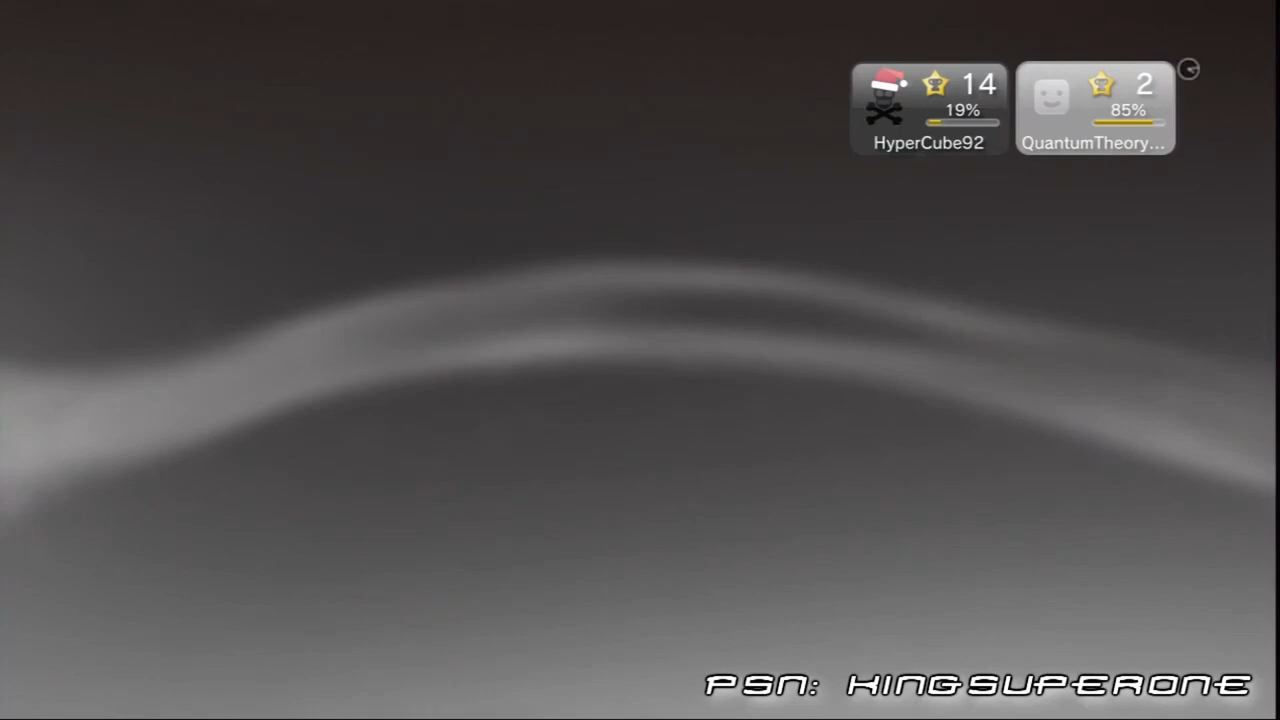 14
19%
HyperCube92
2
85%
QuantumTheory...
PSN: KINGSUPERONE